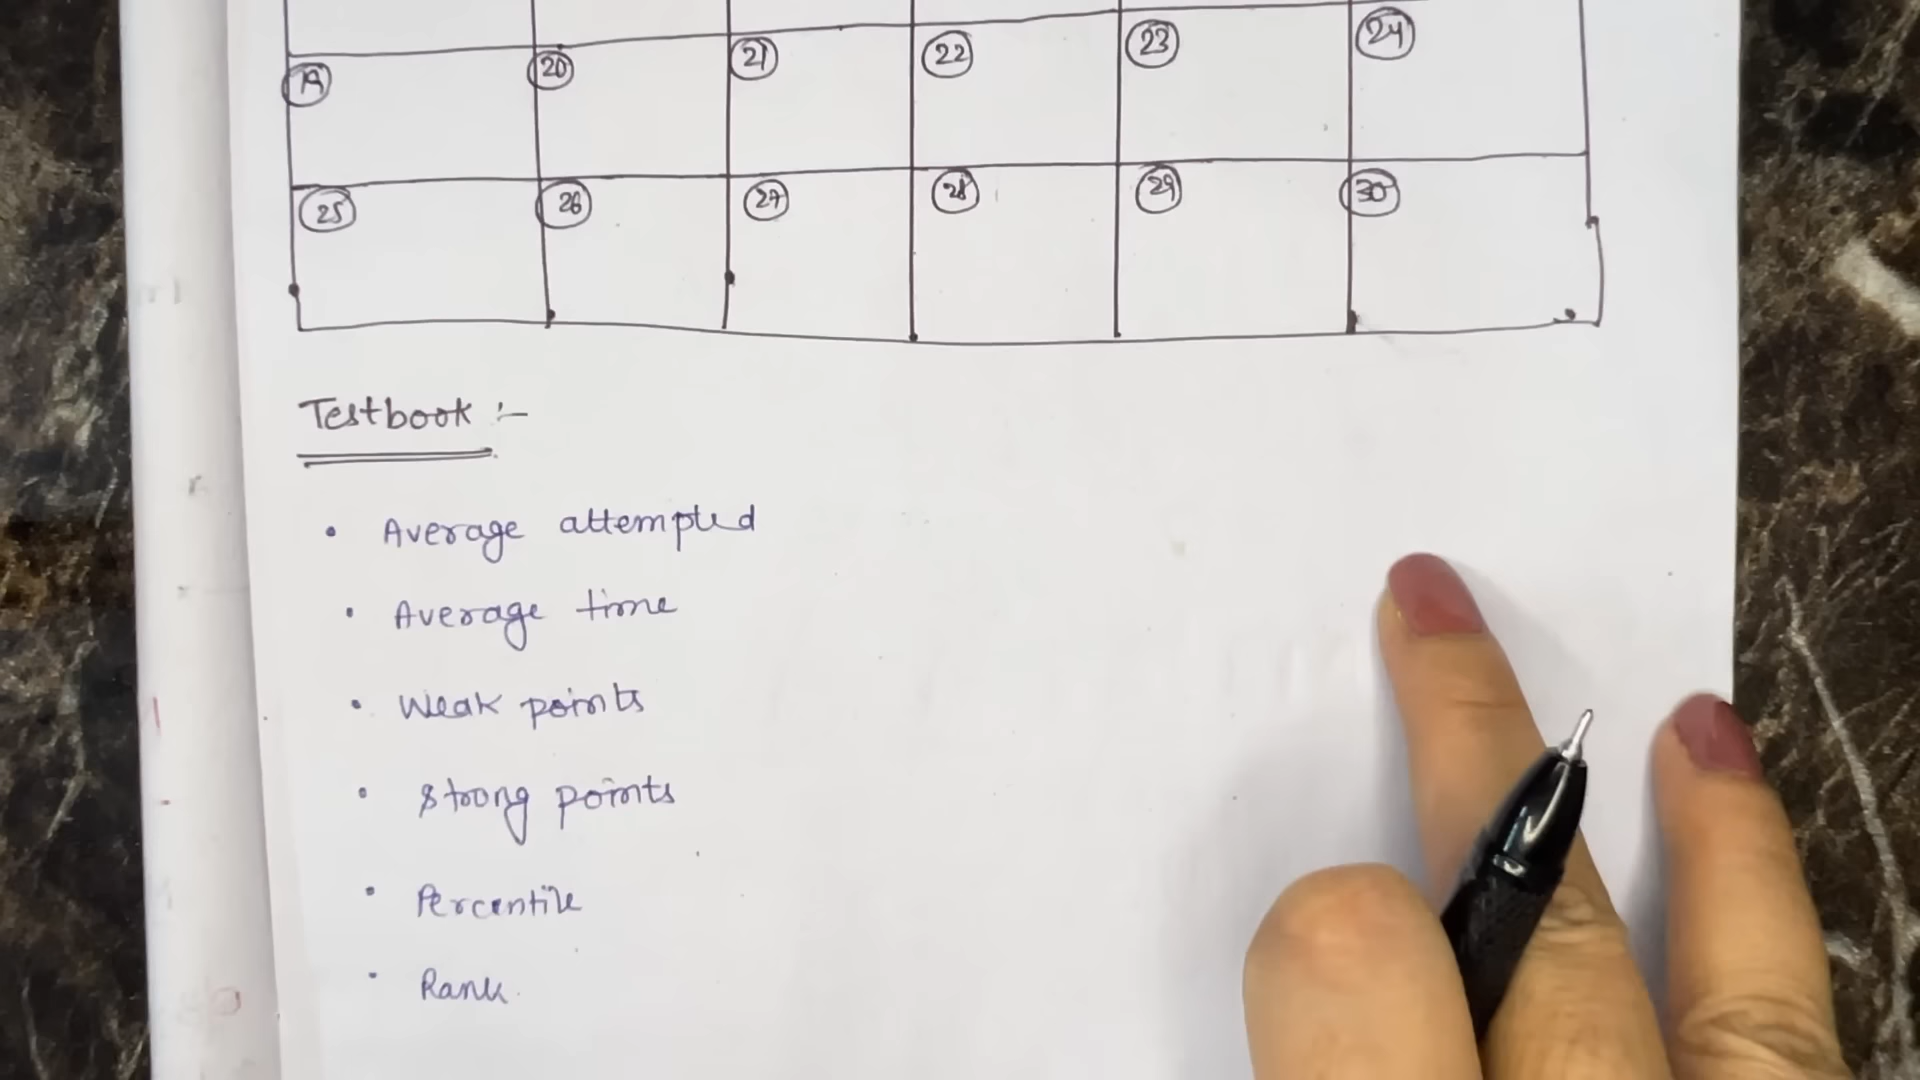 19 20 21 22 23 24
25 26 27 28 29 30
Testbook :-
• Average attempted
• Average time
• Weak points
• Strong points
• Percentile
• Rank.